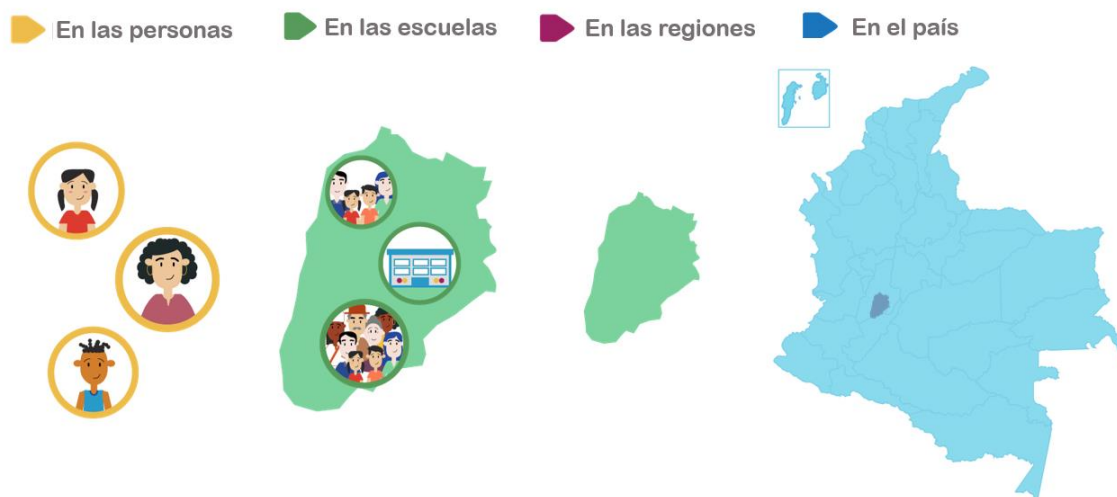 En las personas
En las escuelas
En las regiones
En el país